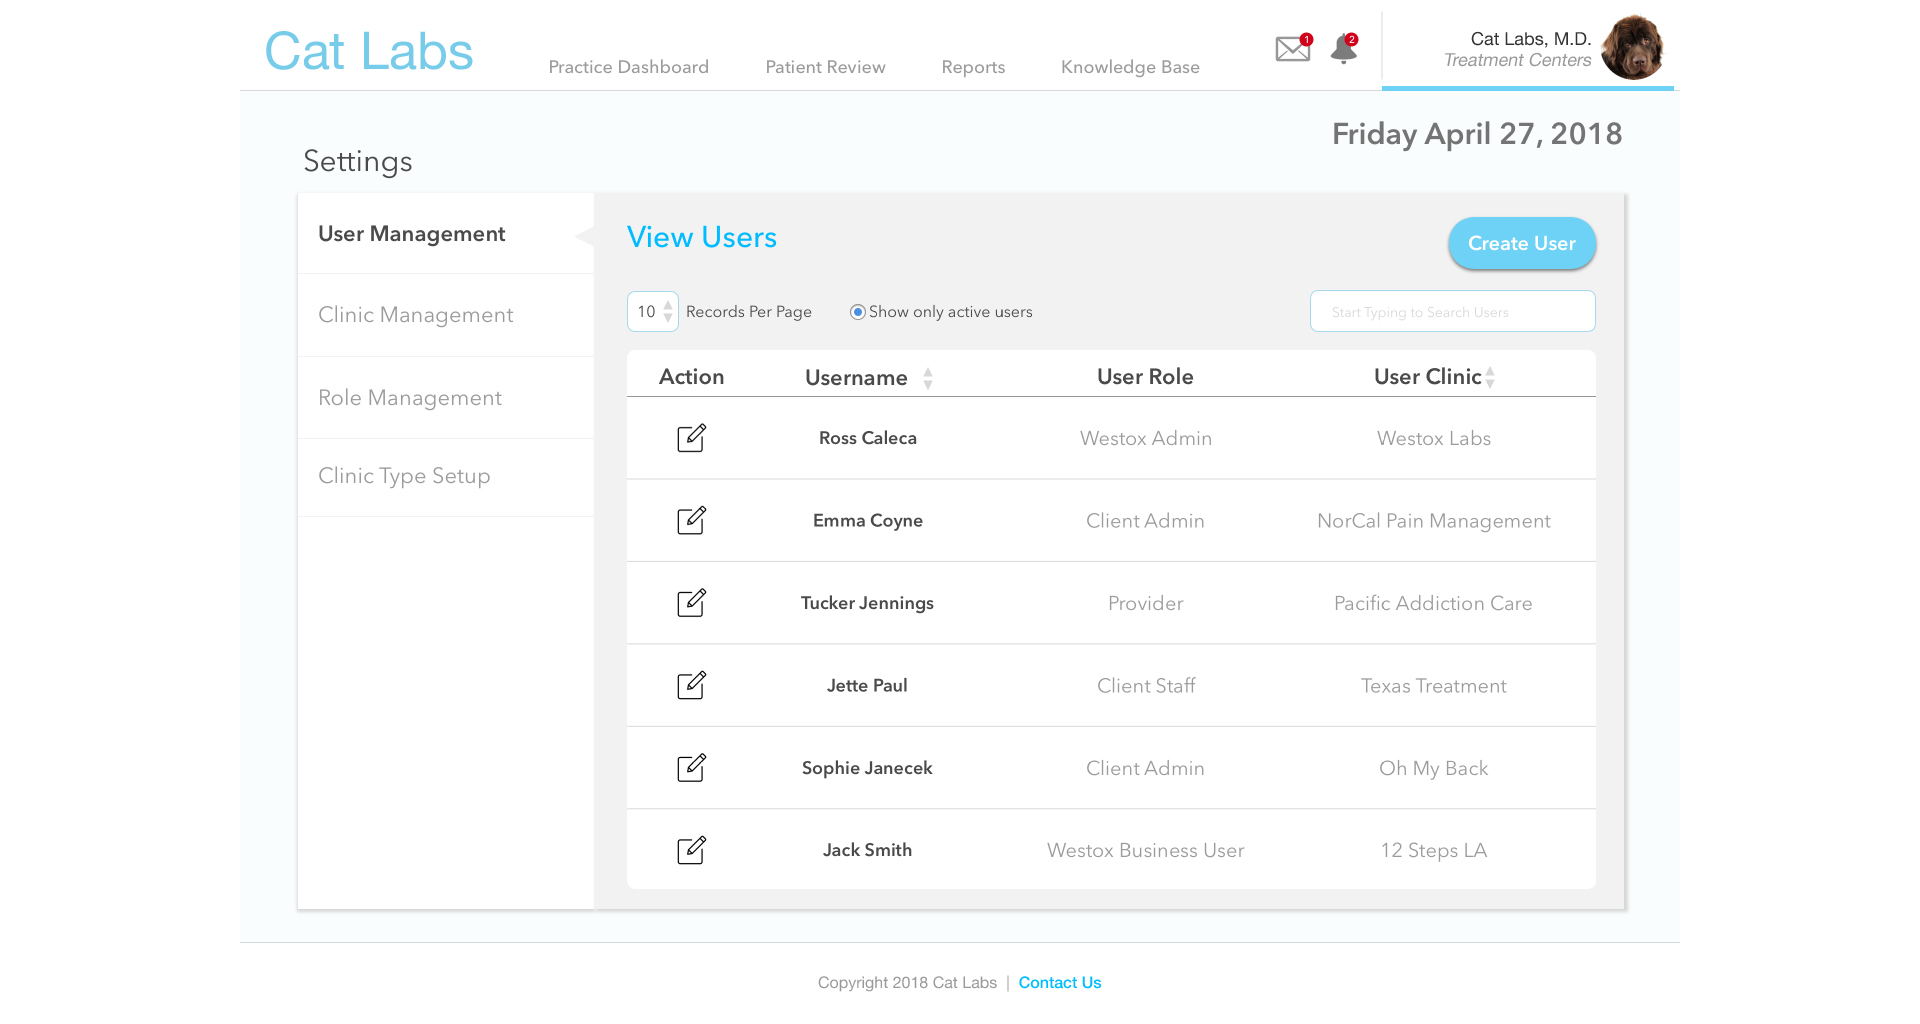 Cat Labs
Practice Dashboard Patient Review Reports Knowledge Base
1 2
Cat Labs, M.D.
Treatment Centers
Friday April 27, 2018
Settings
User Management
Clinic Management
Role Management
Clinic Type Setup
View Users
Create User
10 Records Per Page Show only active users
Start Typing to Search Users
Action Username User Role User Clinic
Ross Caleca Westox Admin Westox Labs
Emma Coyne Client Admin NorCal Pain Management
Tucker Jennings Provider Pacific Addiction Care
Jette Paul Client Staff Texas Treatment
Sophie Janecek Client Admin Oh My Back
Jack Smith Westox Business User 12 Steps LA
Copyright 2018 Cat Labs | Contact Us